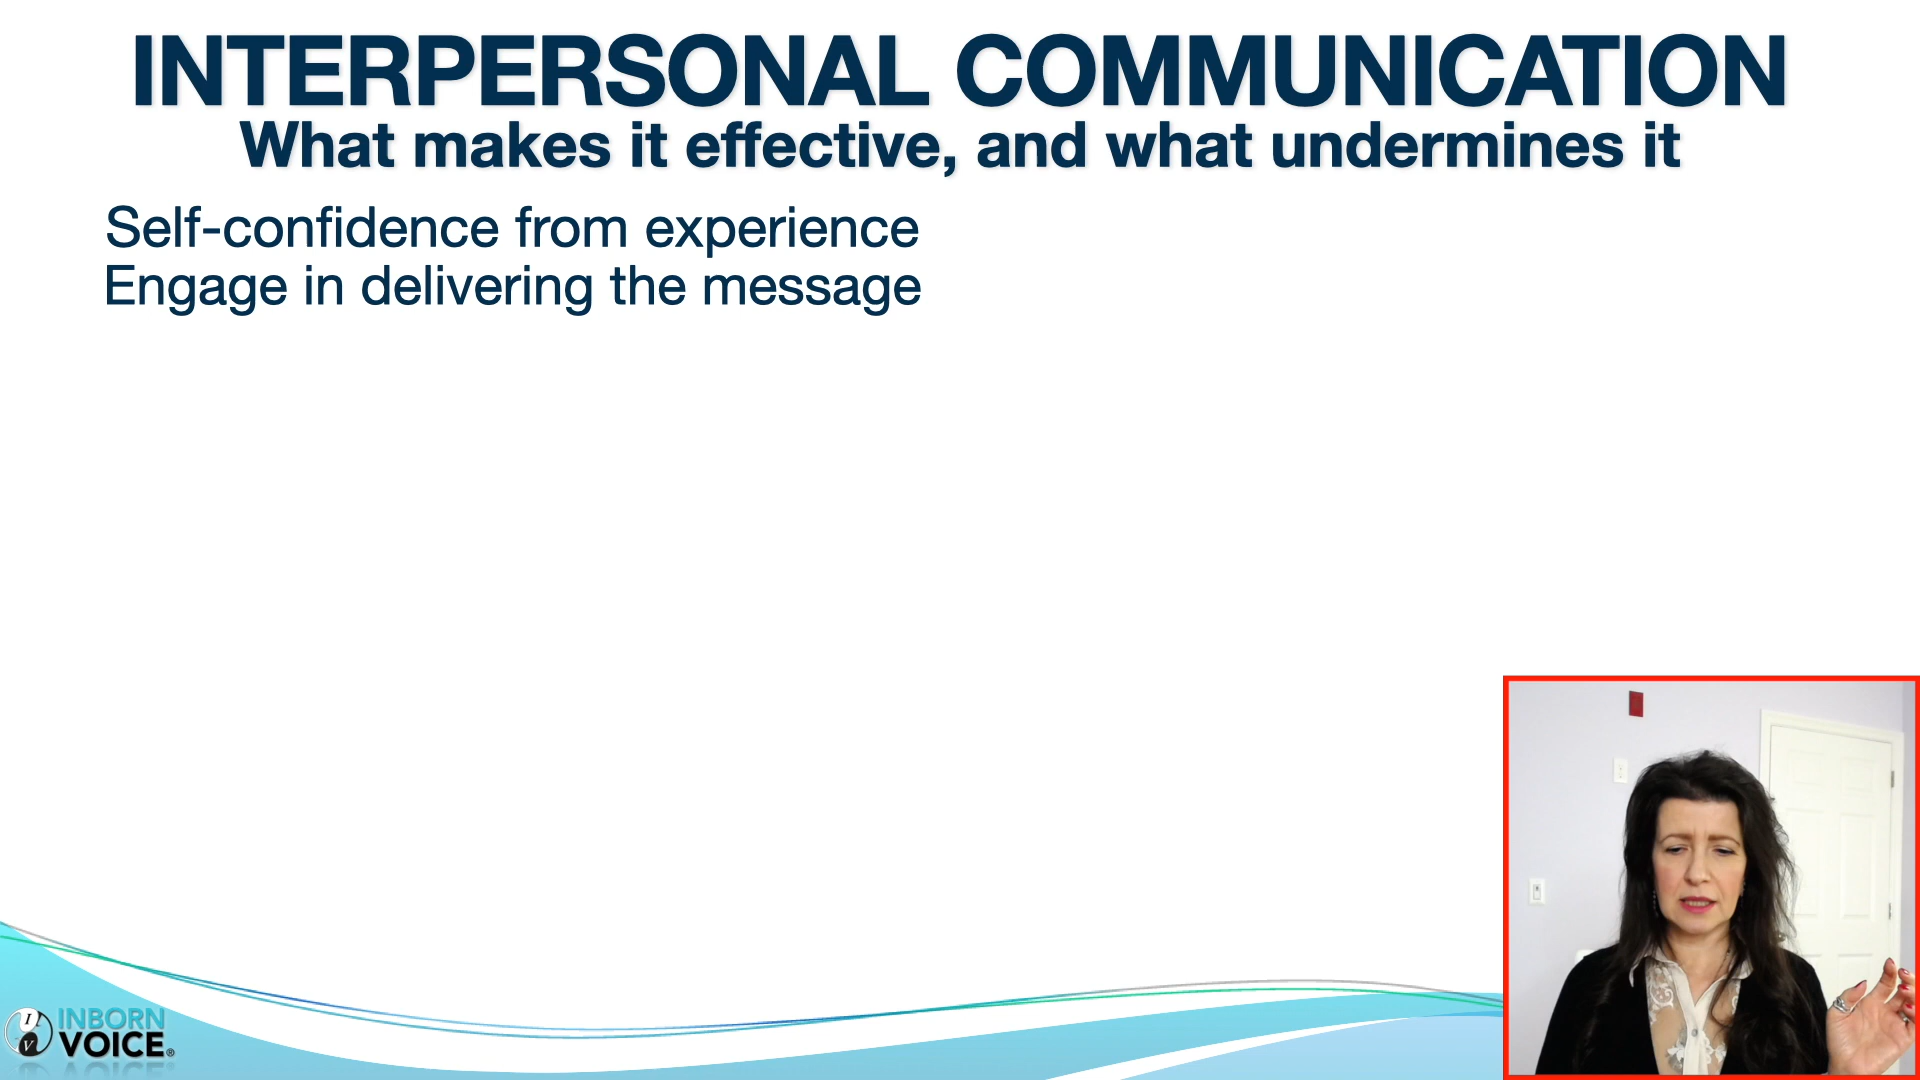 INTERPERSONAL COMMUNICATION
What makes it effective, and what undermines it
Self-confidence from experience
Engage in delivering the message
I
V
INBORN
VOICE®